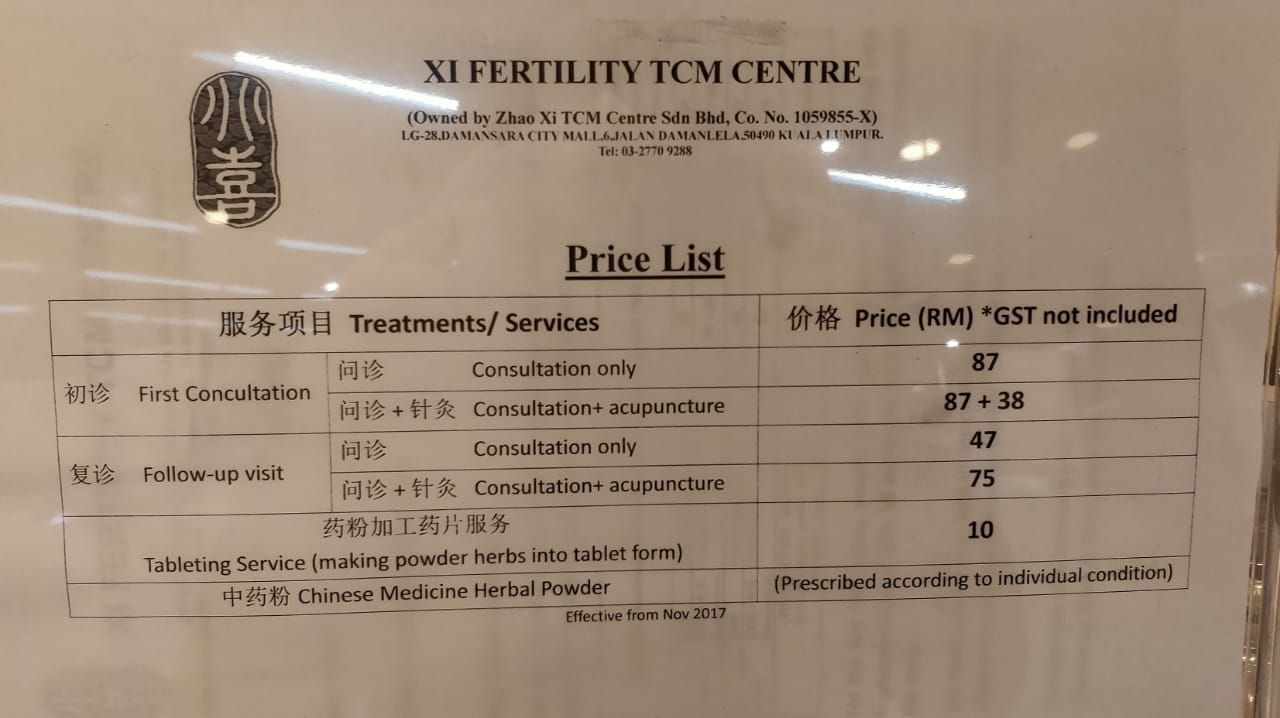 小喜
XI FERTILITY TCM CENTRE
(Owned by Zhao Xi TCM Centre Sdn Bhd, Co. No. 1059855-X)
LG-28,DAMANSARA CITY MALL,6,JALAN DAMANLELA,50490 KUALA LUMPUR.
Tel: 03-2770 9288
Price List
服务项目 Treatments/ Services 价格 Price (RM) *GST not included
初诊 First Concultation
问诊 Consultation only 87
问诊 + 针灸 Consultation+ acupuncture 87 + 38
复诊 Follow-up visit
问诊 Consultation only 47
问诊 + 针灸 Consultation+ acupuncture 75
药粉加工药片服务
Tableting Service (making powder herbs into tablet form) 10
中药粉 Chinese Medicine Herbal Powder (Prescribed according to individual condition)
Effective from Nov 2017